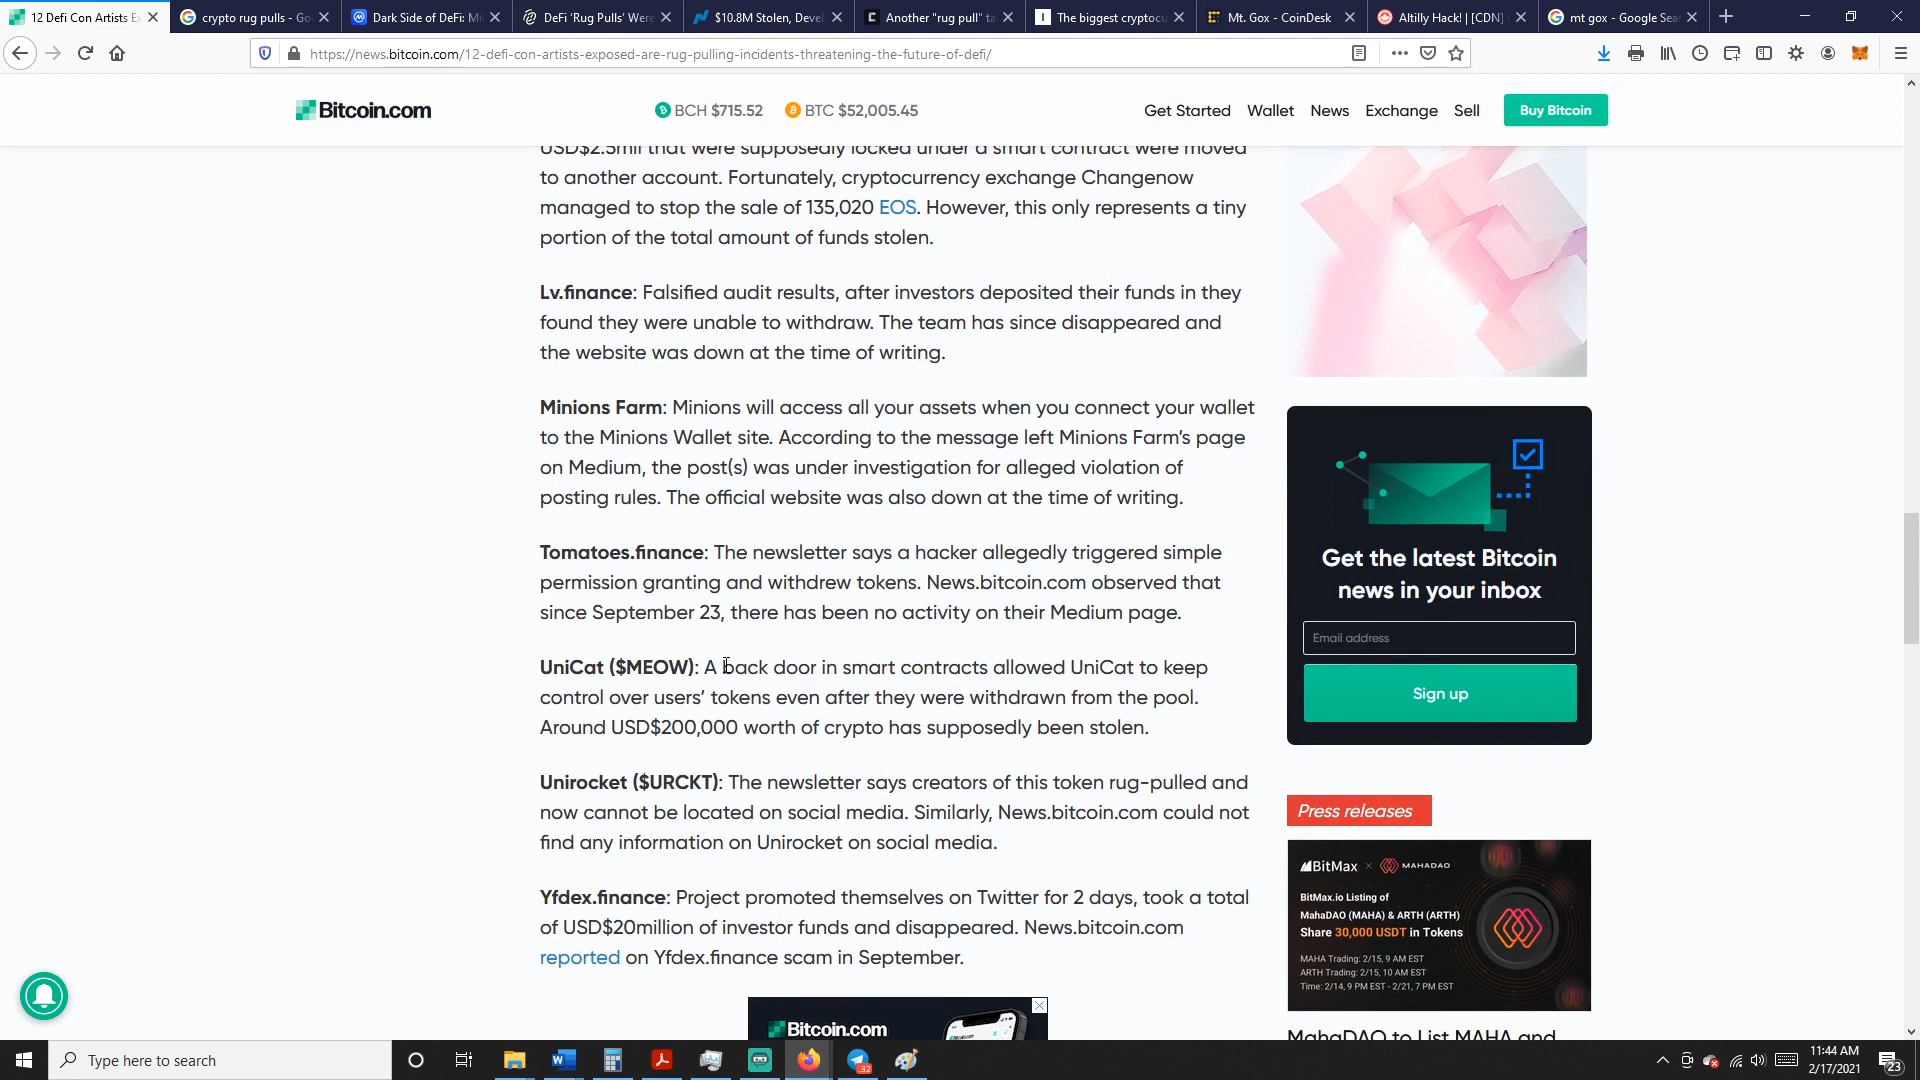 12 Defi Con Artists Ex
crypto rug pulls - Go
Dark Side of DeFi: Mi
DeFi 'Rug Pulls' Were
$10.8M Stolen, Devel
Another "rug pull" ta
The biggest cryptocu
Mt. Gox - CoinDesk
Altilly Hack! | [CDN]
mt gox - Google Sea
https://news.bitcoin.com/12-defi-con-artists-exposed-are-rug-pulling-incidents-threatening-the-future-of-defi/
Bitcoin.com
BCH $715.52
BTC $52,005.45
Get Started
Wallet
News
Exchange
Sell
Buy Bitcoin
USD$2.5mil that were supposedly locked under a smart contract were moved
to another account. Fortunately, cryptocurrency exchange Changenow
managed to stop the sale of 135,020 EOS. However, this only represents a tiny
portion of the total amount of funds stolen.
Lv.finance: Falsified audit results, after investors deposited their funds in they
found they were unable to withdraw. The team has since disappeared and
the website was down at the time of writing.
Minions Farm: Minions will access all your assets when you connect your wallet
to the Minions Wallet site. According to the message left Minions Farm's page
on Medium, the post(s) was under investigation for alleged violation of
posting rules. The official website was also down at the time of writing.
Tomatoes.finance: The newsletter says a hacker allegedly triggered simple
permission granting and withdrew tokens. News.bitcoin.com observed that
since September 23, there has been no activity on their Medium page.
UniCat ($MEOW): A back door in smart contracts allowed UniCat to keep
control over users' tokens even after they were withdrawn from the pool.
Around USD$200,000 worth of crypto has supposedly been stolen.
Unirocket ($URCKT): The newsletter says creators of this token rug-pulled and
now cannot be located on social media. Similarly, News.bitcoin.com could not
find any information on Unirocket on social media.
Yfdex.finance: Project promoted themselves on Twitter for 2 days, took a total
of USD$20million of investor funds and disappeared. News.bitcoin.com
reported on Yfdex.finance scam in September.
Bitcoin.com
Get the latest Bitcoin
news in your inbox
Email address
Sign up
Press releases
BitMax × MAHADAO
BitMax.io Listing of
MahaDAO (MAHA) & ARTH (ARTH)
Share 30,000 USDT in Tokens
MAHA Trading: 2/15, 9 AM EST
ARTH Trading: 2/15, 10 AM EST
Time: 2/14, 9 PM EST - 2/21, 7 PM EST
MahaDAO to List MAHA and
Type here to search
32
11:44 AM
2/17/2021
23